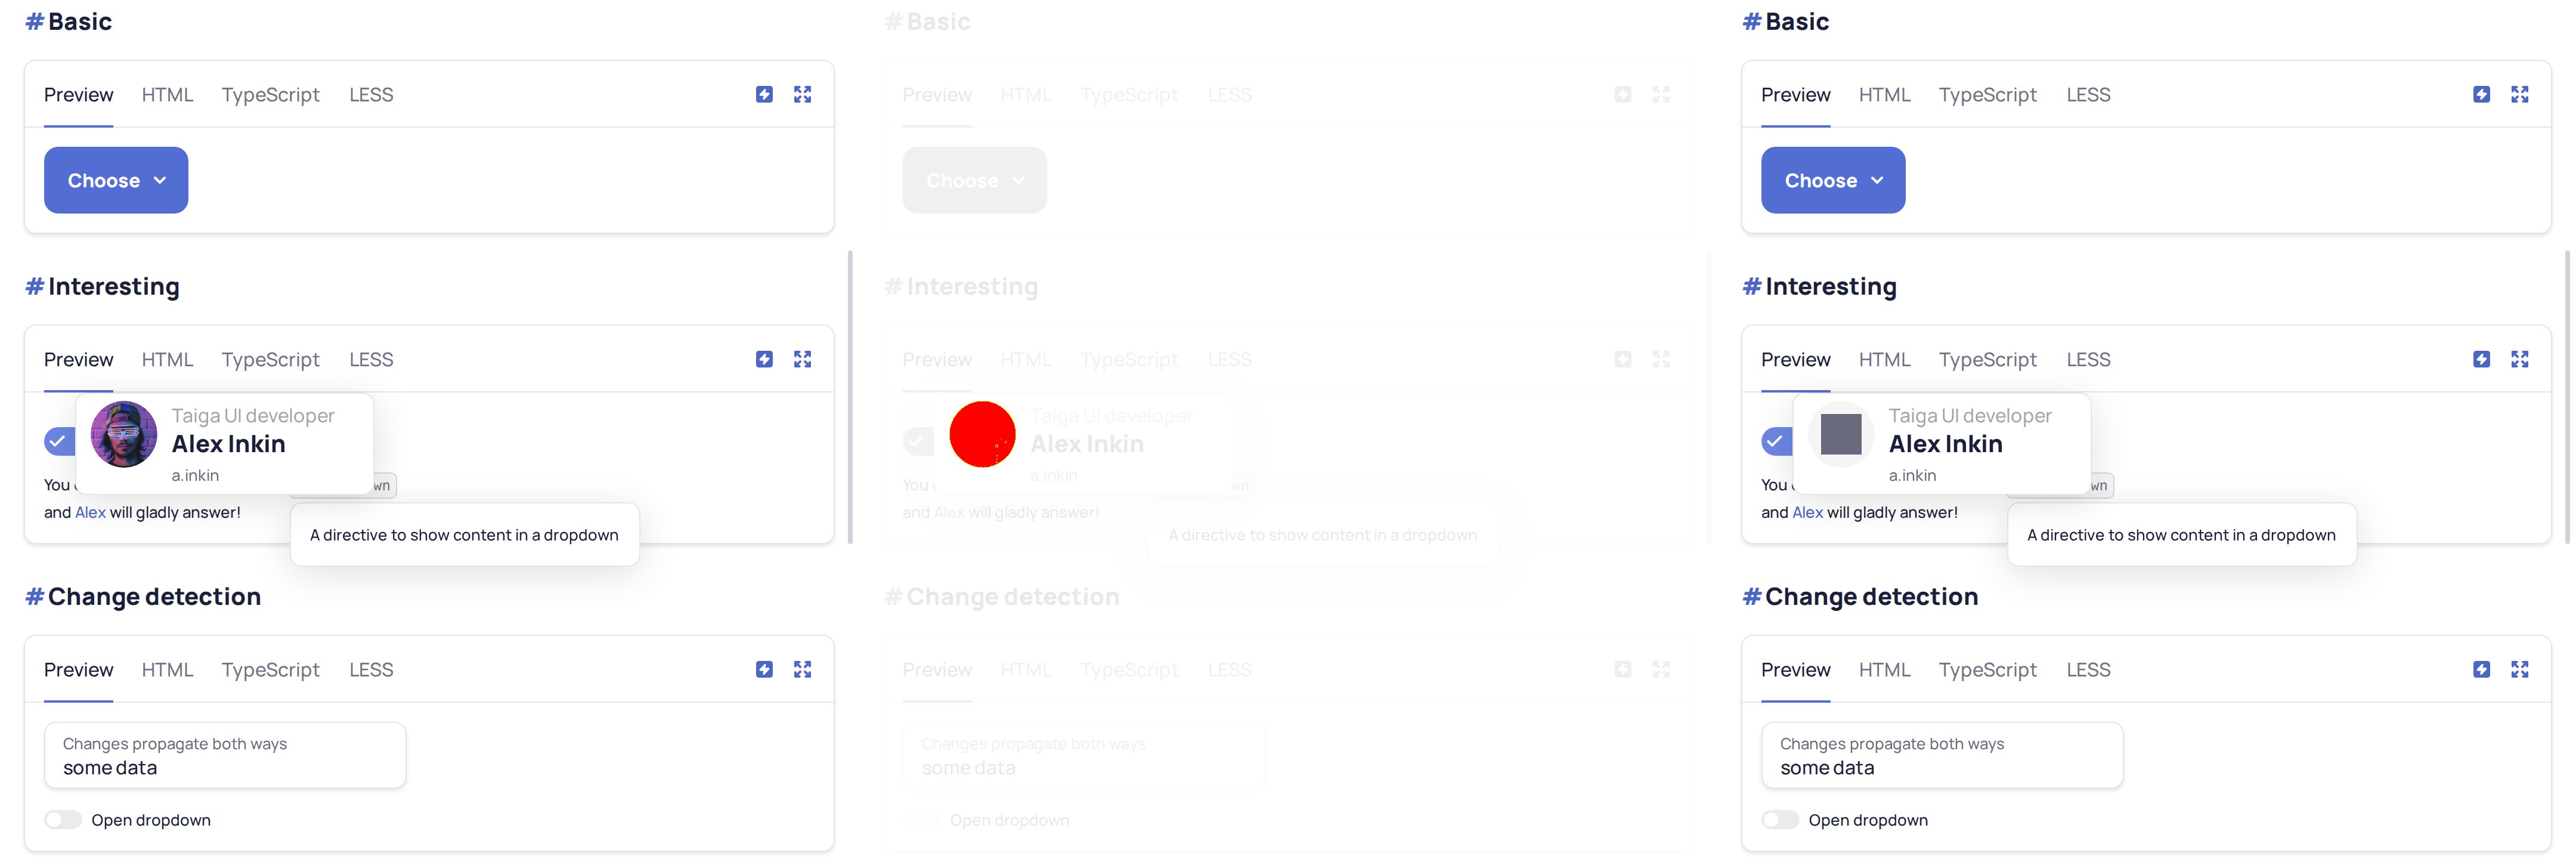 # Basic
Preview HTML TypeScript LESS
Choose
# Interesting
Preview HTML TypeScript LESS
Taiga UI developer
Alex Inkin
a.inkin
You wn
and Alex will gladly answer!
A directive to show content in a dropdown
# Change detection
Preview HTML TypeScript LESS
Changes propagate both ways
some data
Open dropdown
# Basic
Preview HTML TypeScript LESS
Choose
# Interesting
Preview HTML TypeScript LESS
Taiga UI developer
Alex Inkin
a.inkin
You wn
and Alex will gladly answer!
A directive to show content in a dropdown
# Change detection
Preview HTML TypeScript LESS
Changes propagate both ways
some data
Open dropdown
# Basic
Preview HTML TypeScript LESS
Choose
# Interesting
Preview HTML TypeScript LESS
Taiga UI developer
Alex Inkin
a.inkin
You wn
and Alex will gladly answer!
A directive to show content in a dropdown
# Change detection
Preview HTML TypeScript LESS
Changes propagate both ways
some data
Open dropdown